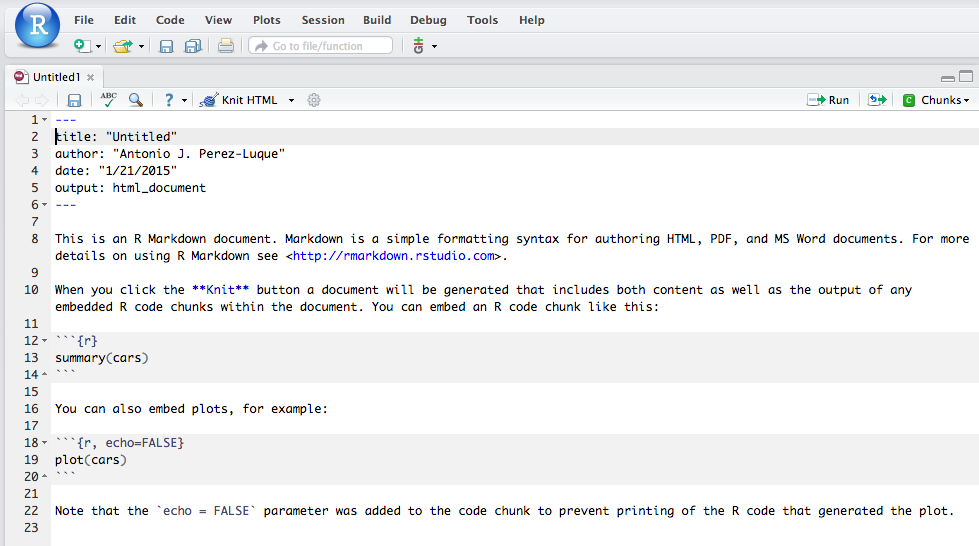 R File Edit Code View Plots Session Build Debug Tools Help
Go to file/function
Untitled1
ABC ? Knit HTML Run C Chunks
1 ---
2 title: "Untitled"
3 author: "Antonio J. Perez-Luque"
4 date: "1/21/2015"
5 output: html_document
6 ---
7
8 This is an R Markdown document. Markdown is a simple formatting syntax for authoring HTML, PDF, and MS Word documents. For more
details on using R Markdown see <http://rmarkdown.rstudio.com>.
9
10 When you click the **Knit** button a document will be generated that includes both content as well as the output of any
embedded R code chunks within the document. You can embed an R code chunk like this:
11
12 ```{r}
13 summary(cars)
14 ```
15
16 You can also embed plots, for example:
17
18 ```{r, echo=FALSE}
19 plot(cars)
20 ```
21
22 Note that the `echo = FALSE` parameter was added to the code chunk to prevent printing of the R code that generated the plot.
23